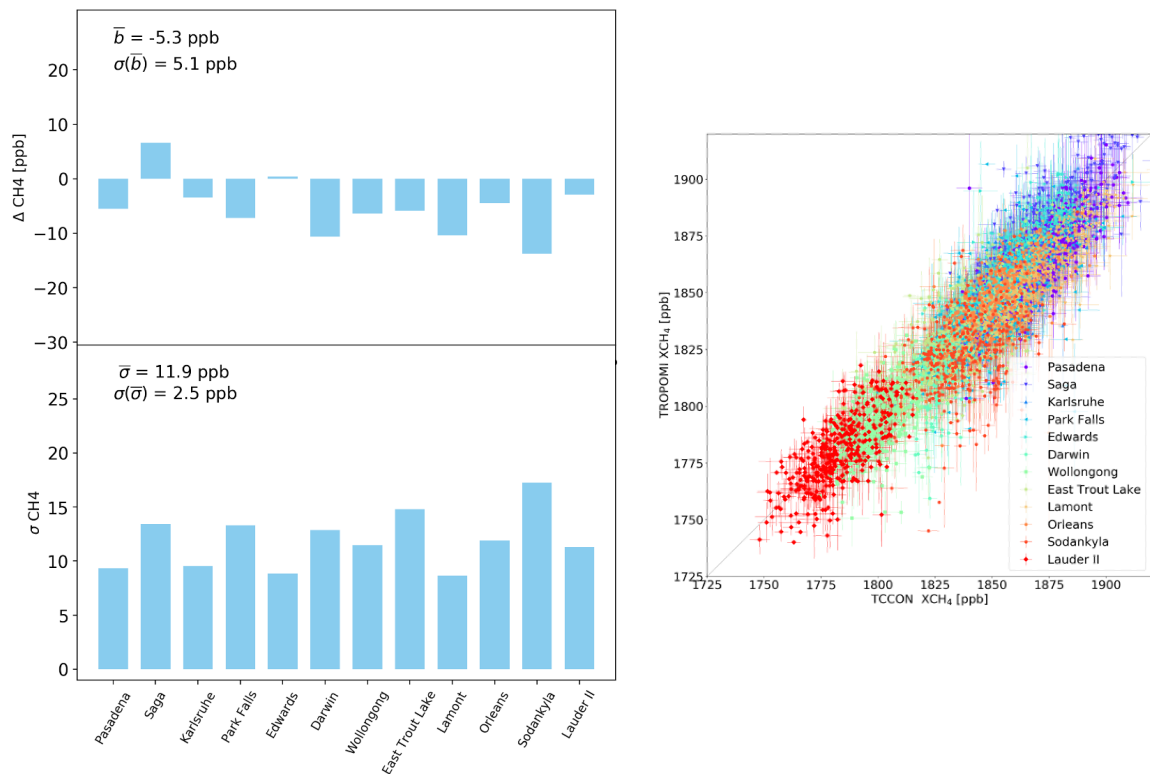 b̅ = -5.3 ppb
σ(b̅) = 5.1 ppb
Δ CH4 [ppb]
20
10
0
−10
−20
−30
σ̅ = 11.9 ppb
σ(σ̅) = 2.5 ppb
σ CH4
25
20
15
10
5
0
Pasadena
Saga
Karlsruhe
Park Falls
Edwards
Darwin
Wollongong
East Trout Lake
Lamont
Orleans
Sodankyla
Lauder II
TROPOMI XCH₄ [ppb]
1900
1875
1850
1825
1800
1775
1750
1725
1725 1750 1775 1800 1825 1850 1875 1900
TCCON XCH₄ [ppb]
Pasadena
Saga
Karlsruhe
Park Falls
Edwards
Darwin
Wollongong
East Trout Lake
Lamont
Orleans
Sodankyla
Lauder II